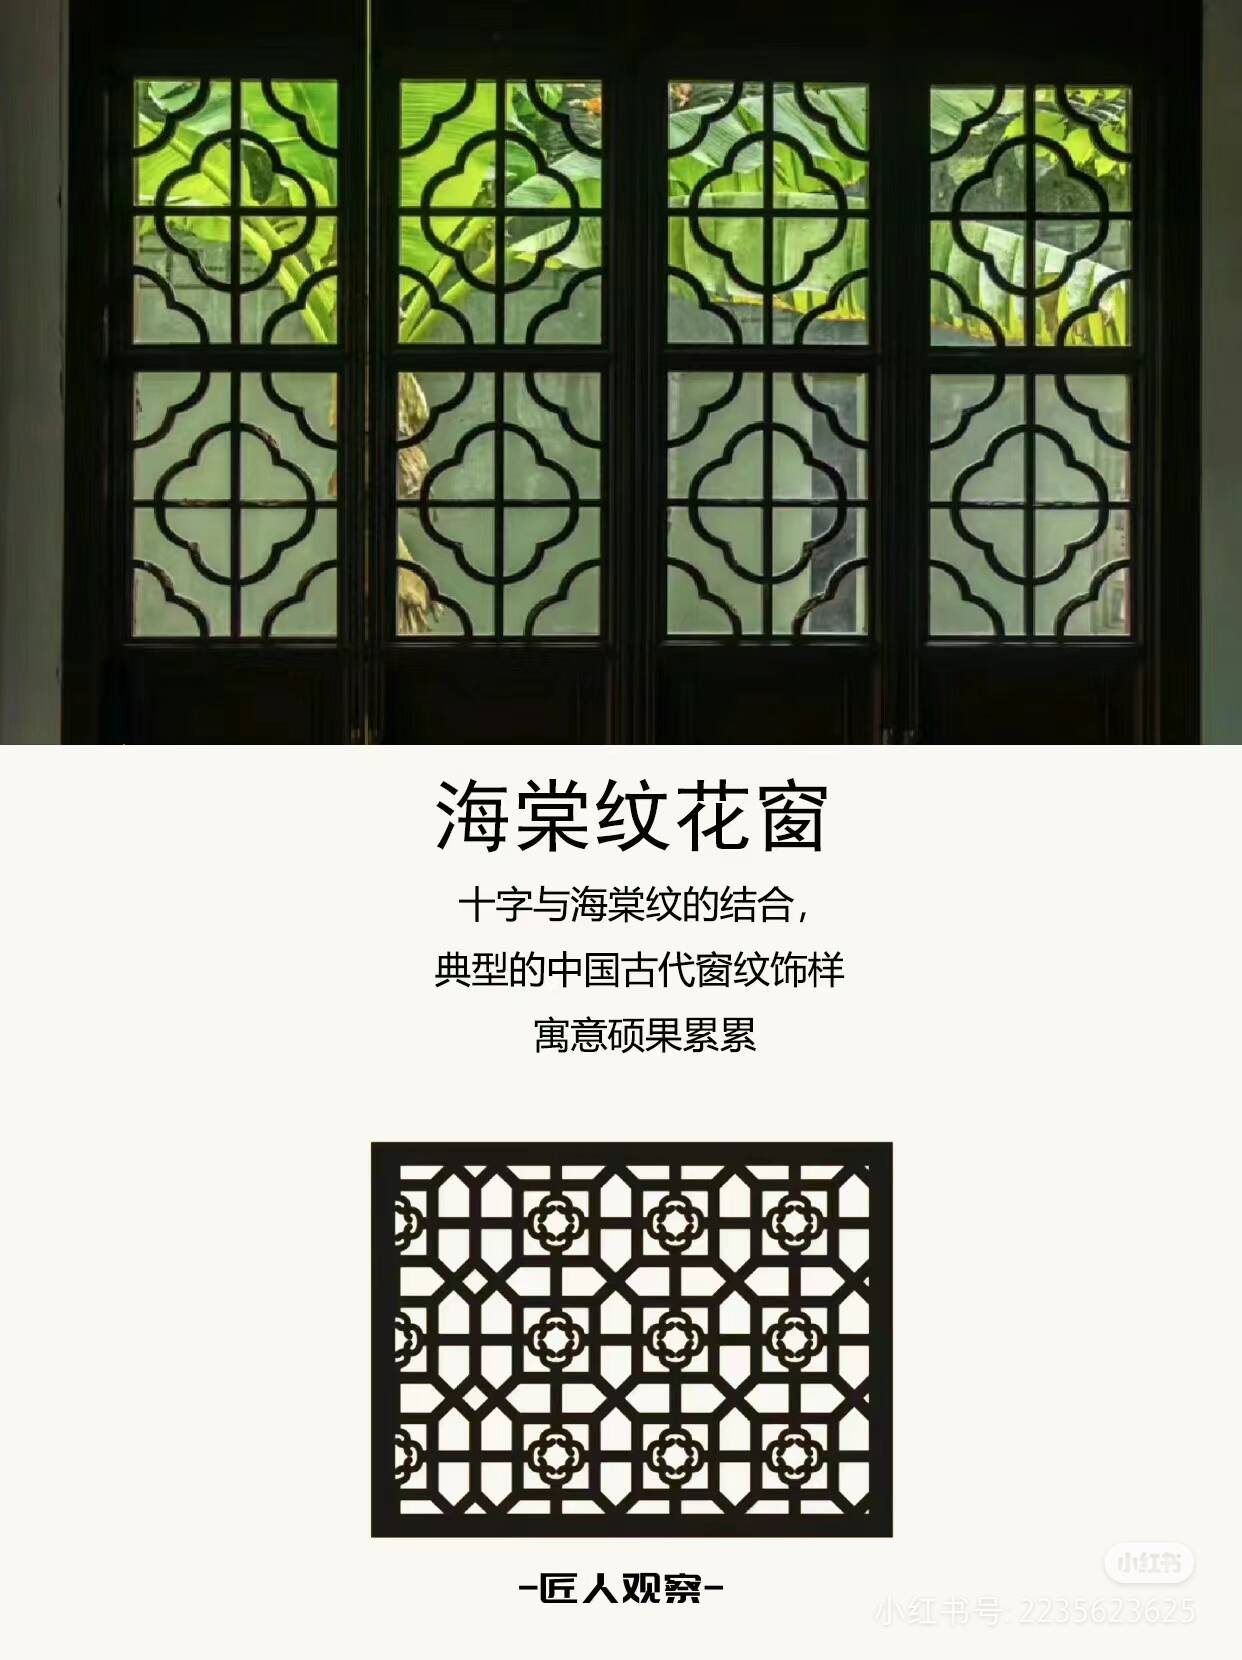 海棠纹花窗
十字与海棠纹的结合，
典型的中国古代窗纹饰样
寓意硕果累累
-匠人观察-
小红书
小红书号: 2235623625